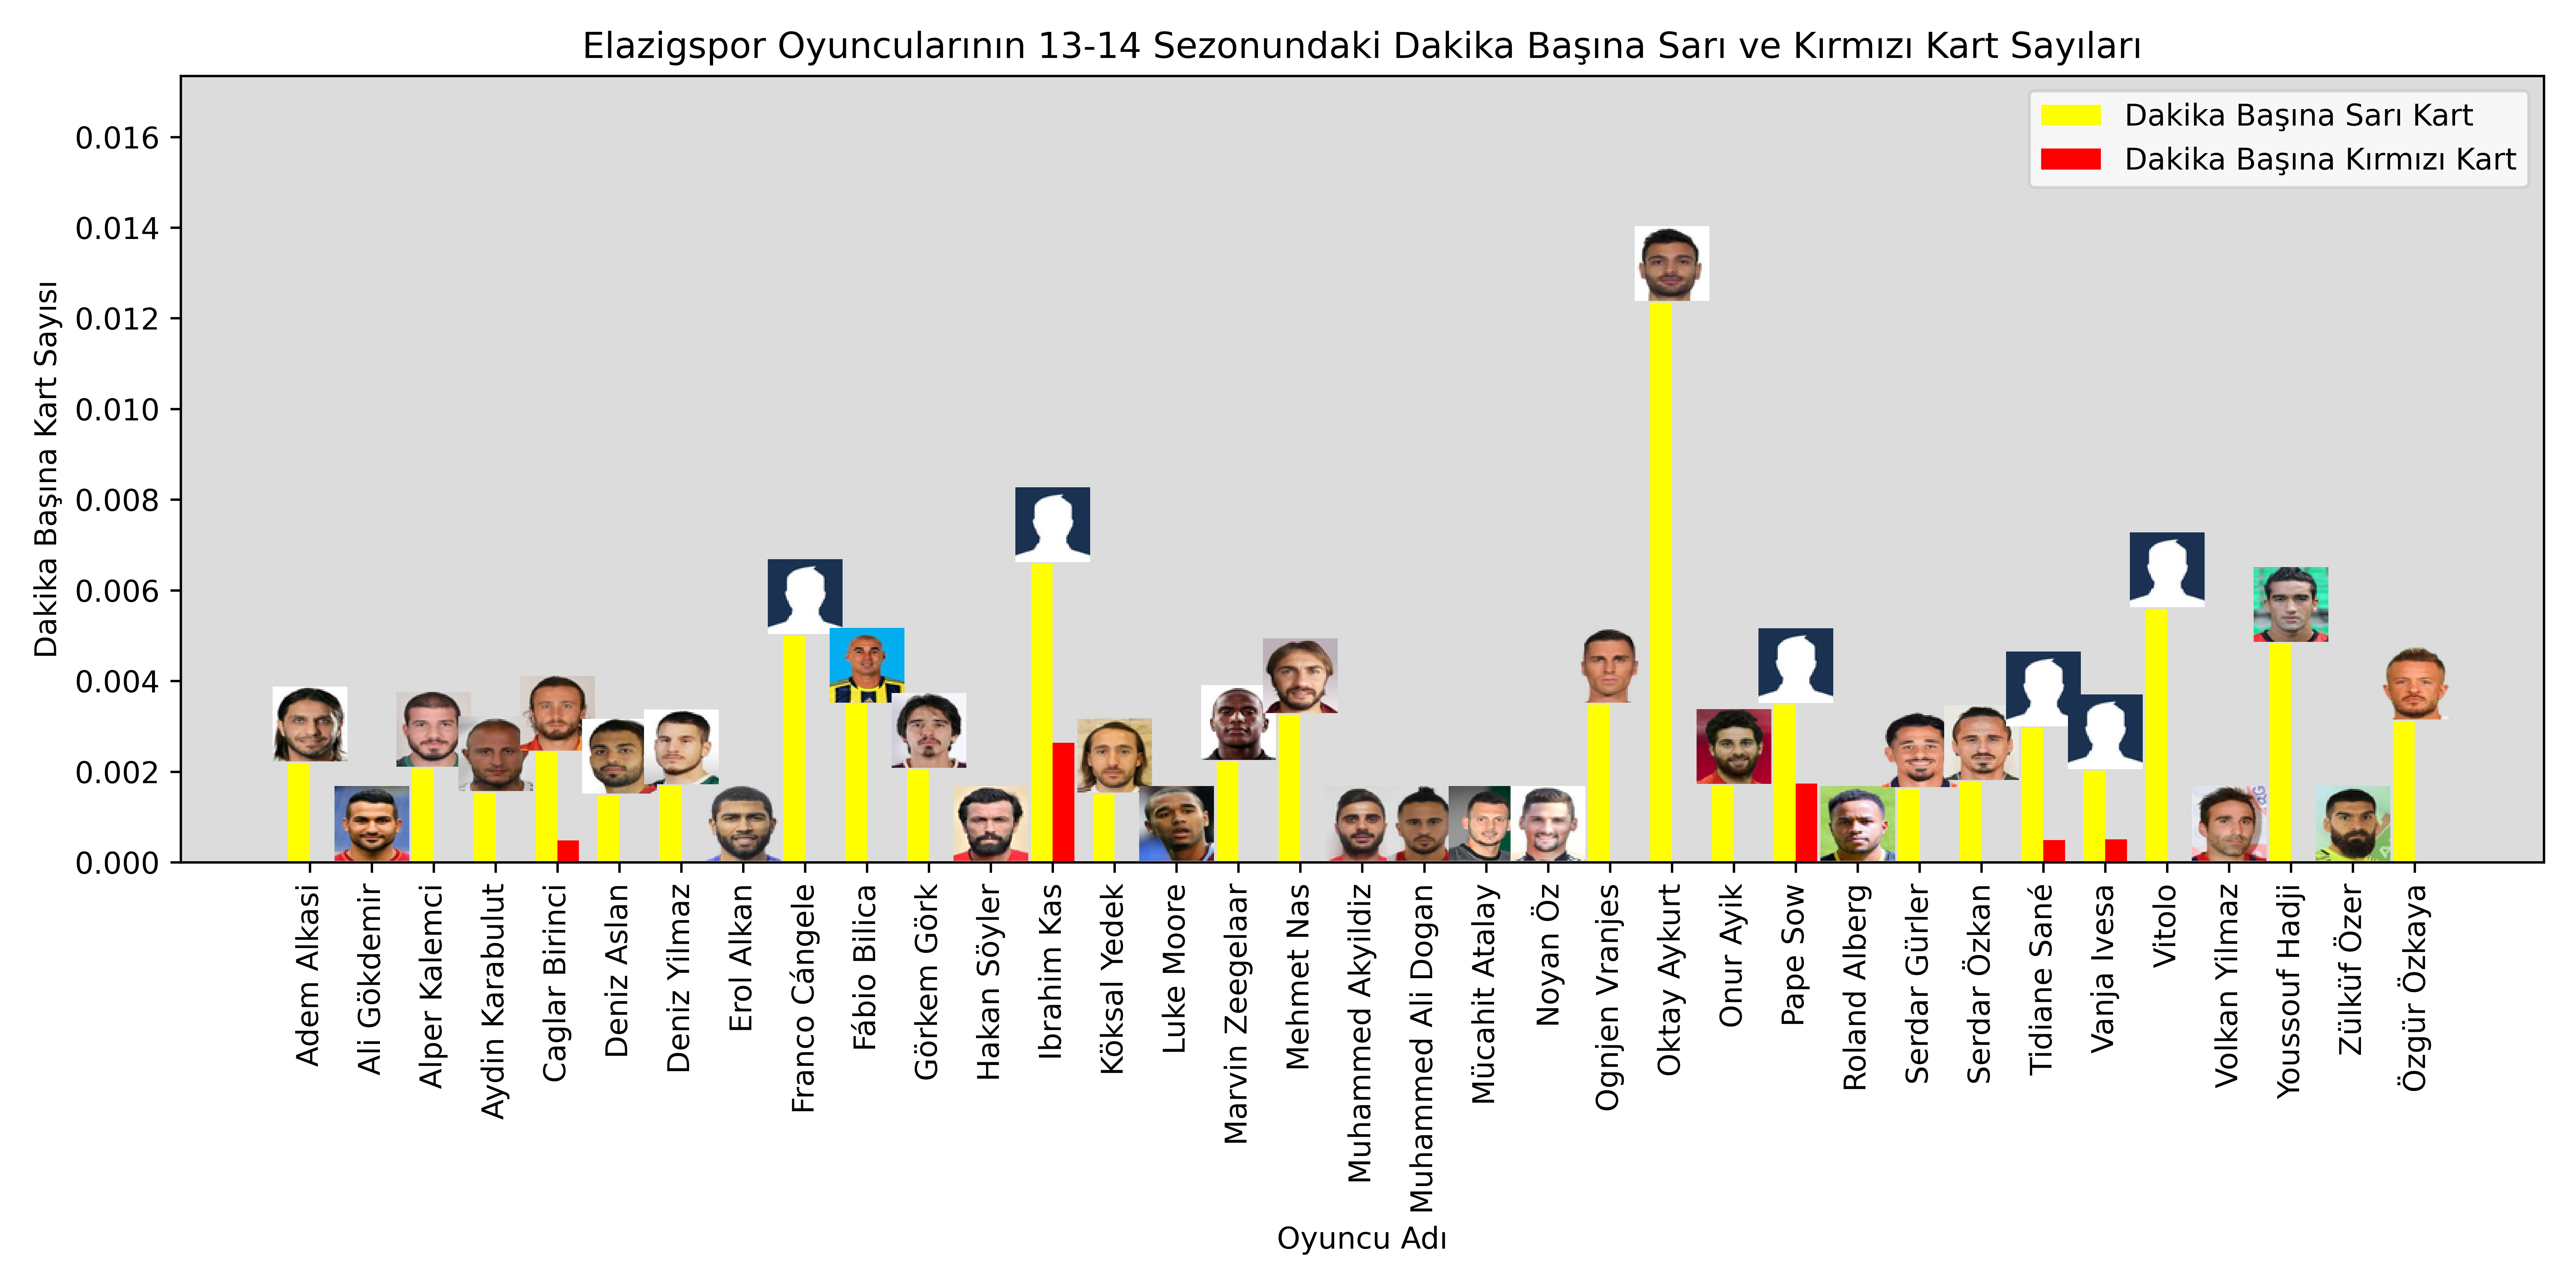 Elazigspor Oyuncularının 13-14 Sezonundaki Dakika Başına Sarı ve Kırmızı Kart Sayıları
Dakika Başına Sarı Kart
Dakika Başına Kırmızı Kart
Dakika Başına Kart Sayısı
0.016
0.014
0.012
0.010
0.008
0.006
0.004
0.002
0.000
Adem Alkasi
Ali Gökdemir
Alper Kalemci
Aydin Karabulut
Caglar Birinci
Deniz Aslan
Deniz Yilmaz
Erol Alkan
Franco Cángele
Fábio Bilica
Görkem Görk
Hakan Söyler
Ibrahim Kas
Köksal Yedek
Luke Moore
Marvin Zeegelaar
Mehmet Nas
Muhammed Akyildiz
Muhammed Ali Dogan
Mücahit Atalay
Noyan Öz
Ognjen Vranjes
Oktay Aykurt
Onur Ayik
Pape Sow
Roland Alberg
Serdar Gürler
Serdar Özkan
Tidiane Sané
Vanja Ivesa
Vitolo
Volkan Yilmaz
Youssouf Hadji
Zülküf Özer
Özgür Özkaya
Oyuncu Adı